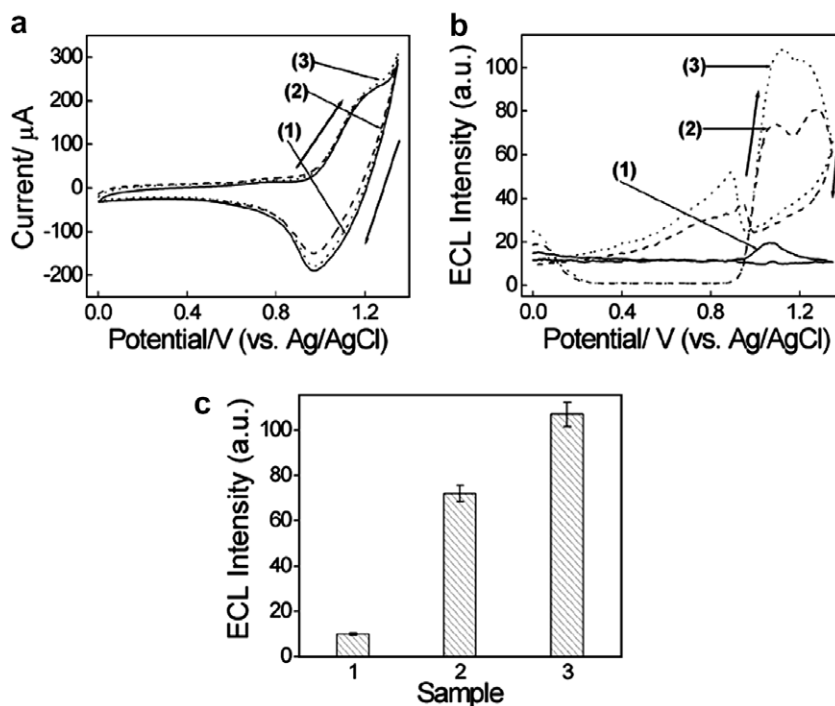 a
Current/ μA
300
200
100
0
-100
-200
(3)
(2)
(1)
0.0 0.4 0.8 1.2
Potential/V (vs. Ag/AgCl)
b
ECL Intensity (a.u.)
100
80
60
40
20
0
(3)
(2)
(1)
0.0 0.4 0.8 1.2
Potential/ V (vs. Ag/AgCl)
c
ECL Intensity (a.u.)
100
80
60
40
20
0
1 2 3
Sample